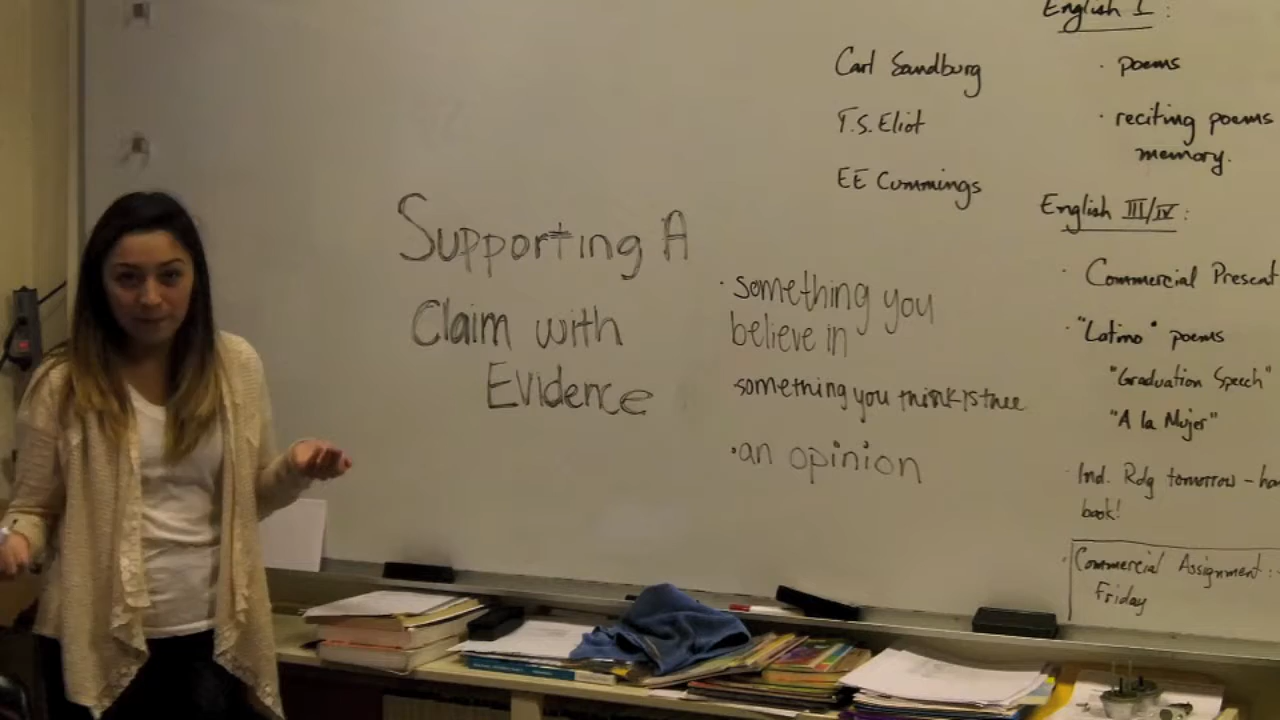 Supporting A
Claim with
Evidence
· something you
believe in
something you think is true
· an opinion
Carl Sandburg
T.S. Eliot
EE Cummings
English I:
· poems
· reciting poems
memory.
English III/IV:
· Commercial Present
· "Latino" poems
"Graduation Speech"
"A la Mujer"
· Ind. Rdg tomorrow - ha
book!
· Commercial Assignment:
Friday